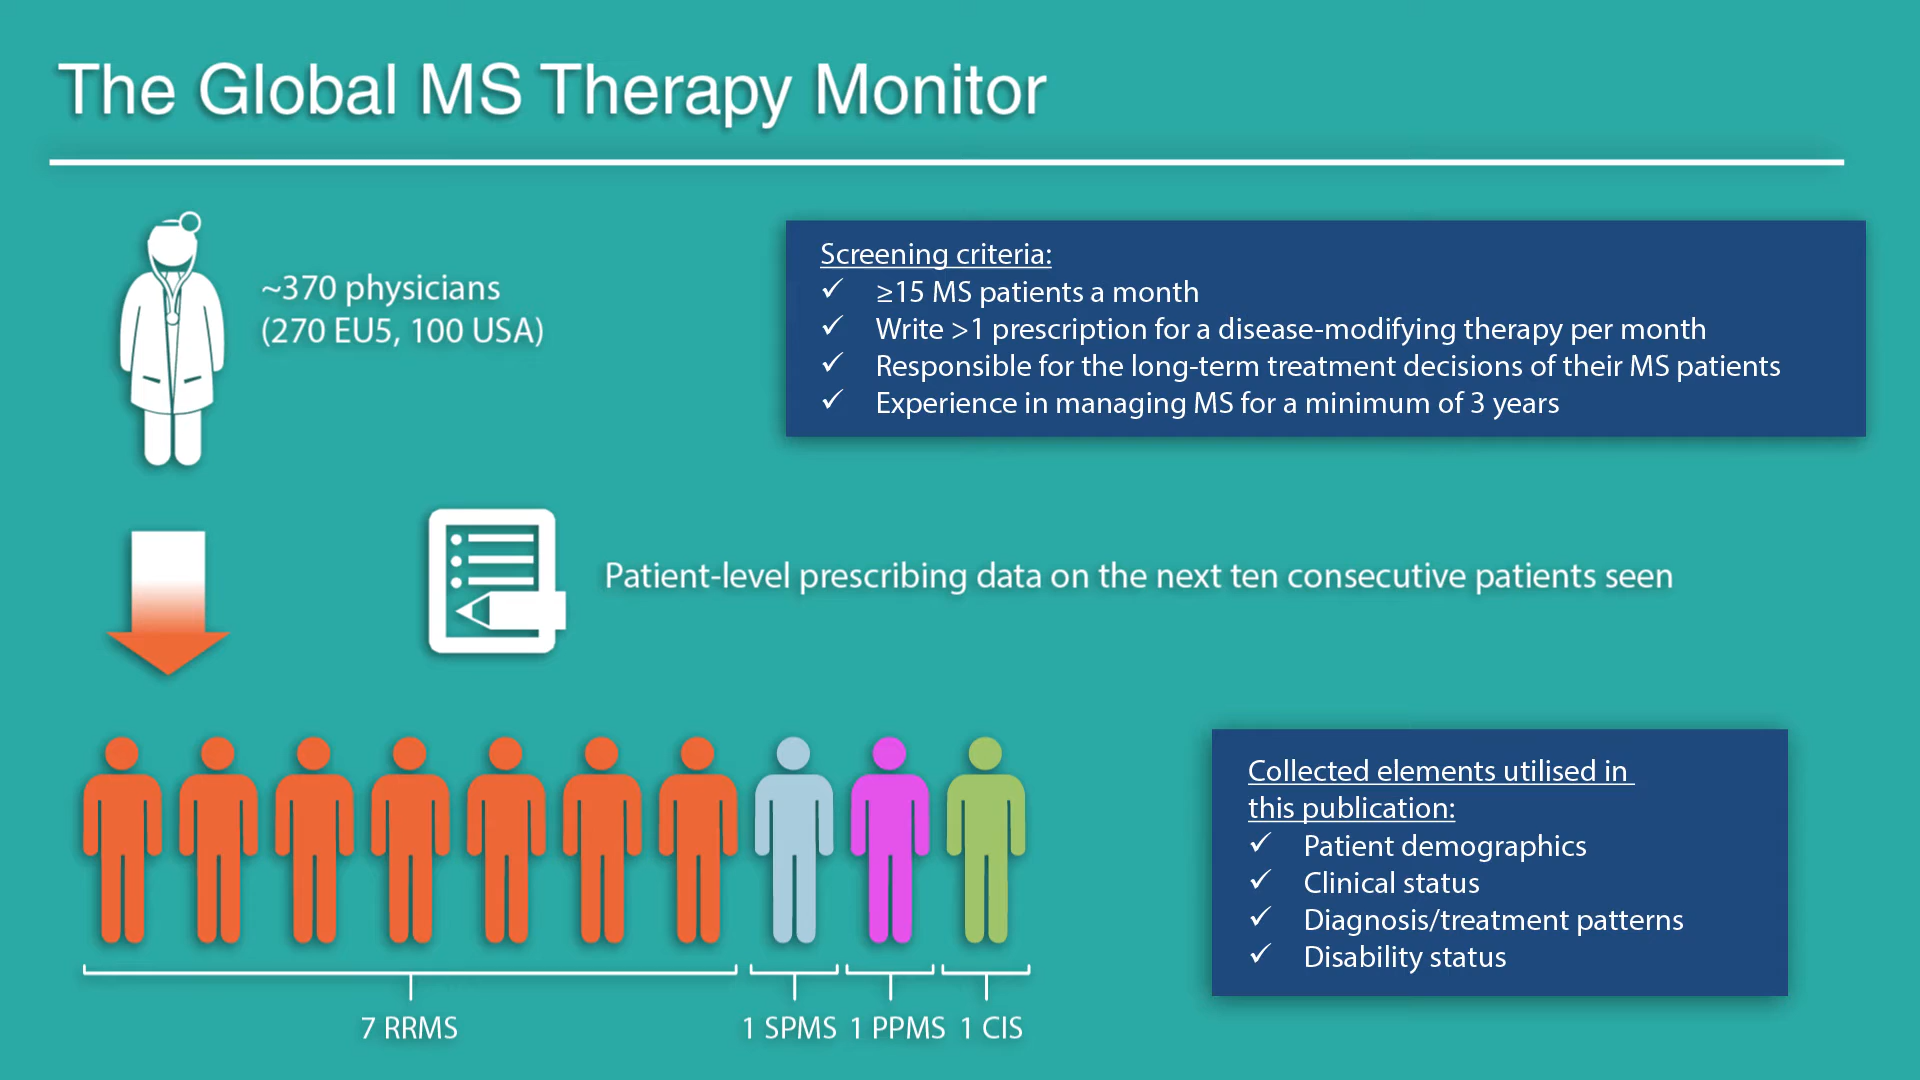 The Global MS Therapy Monitor
~370 physicians
(270 EU5, 100 USA)
Screening criteria:
✓ ≥15 MS patients a month
✓ Write >1 prescription for a disease-modifying therapy per month
✓ Responsible for the long-term treatment decisions of their MS patients
✓ Experience in managing MS for a minimum of 3 years
Patient-level prescribing data on the next ten consecutive patients seen
7 RRMS
1 SPMS
1 PPMS
1 CIS
Collected elements utilised in
this publication:
✓ Patient demographics
✓ Clinical status
✓ Diagnosis/treatment patterns
✓ Disability status